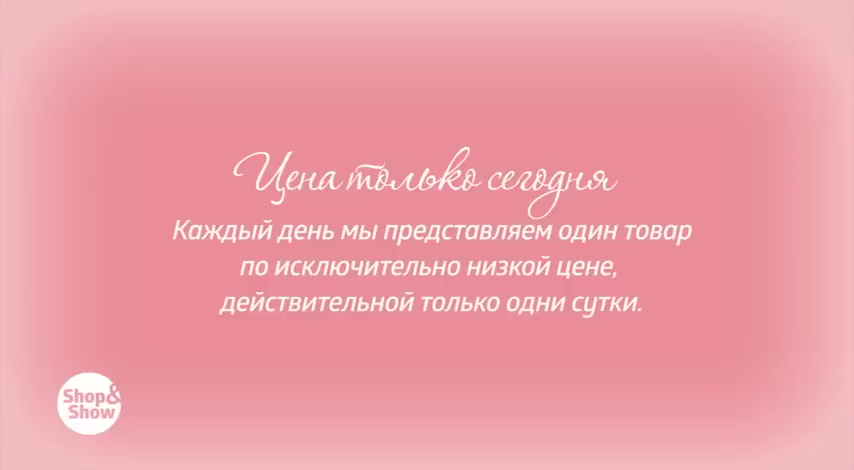 Цена только сегодня
Каждый день мы представляем один товар
по исключительно низкой цене,
действительной только одни сутки.
Shop&
Show